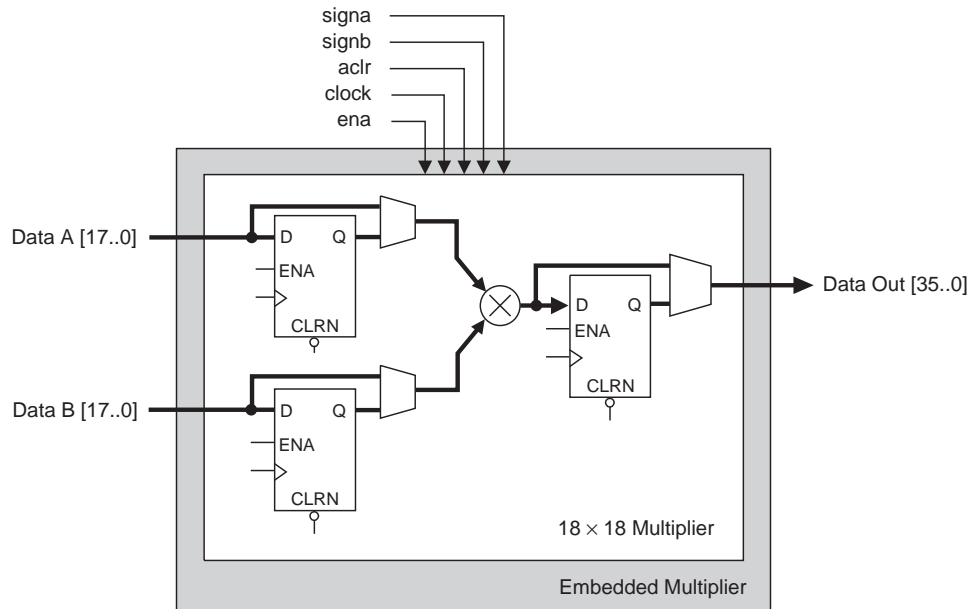 signa
signb
aclr
clock
ena
Data A [17..0]
D Q
ENA
CLRN
Data B [17..0]
D Q
ENA
CLRN
D Q
ENA
CLRN
Data Out [35..0]
18 × 18 Multiplier
Embedded Multiplier